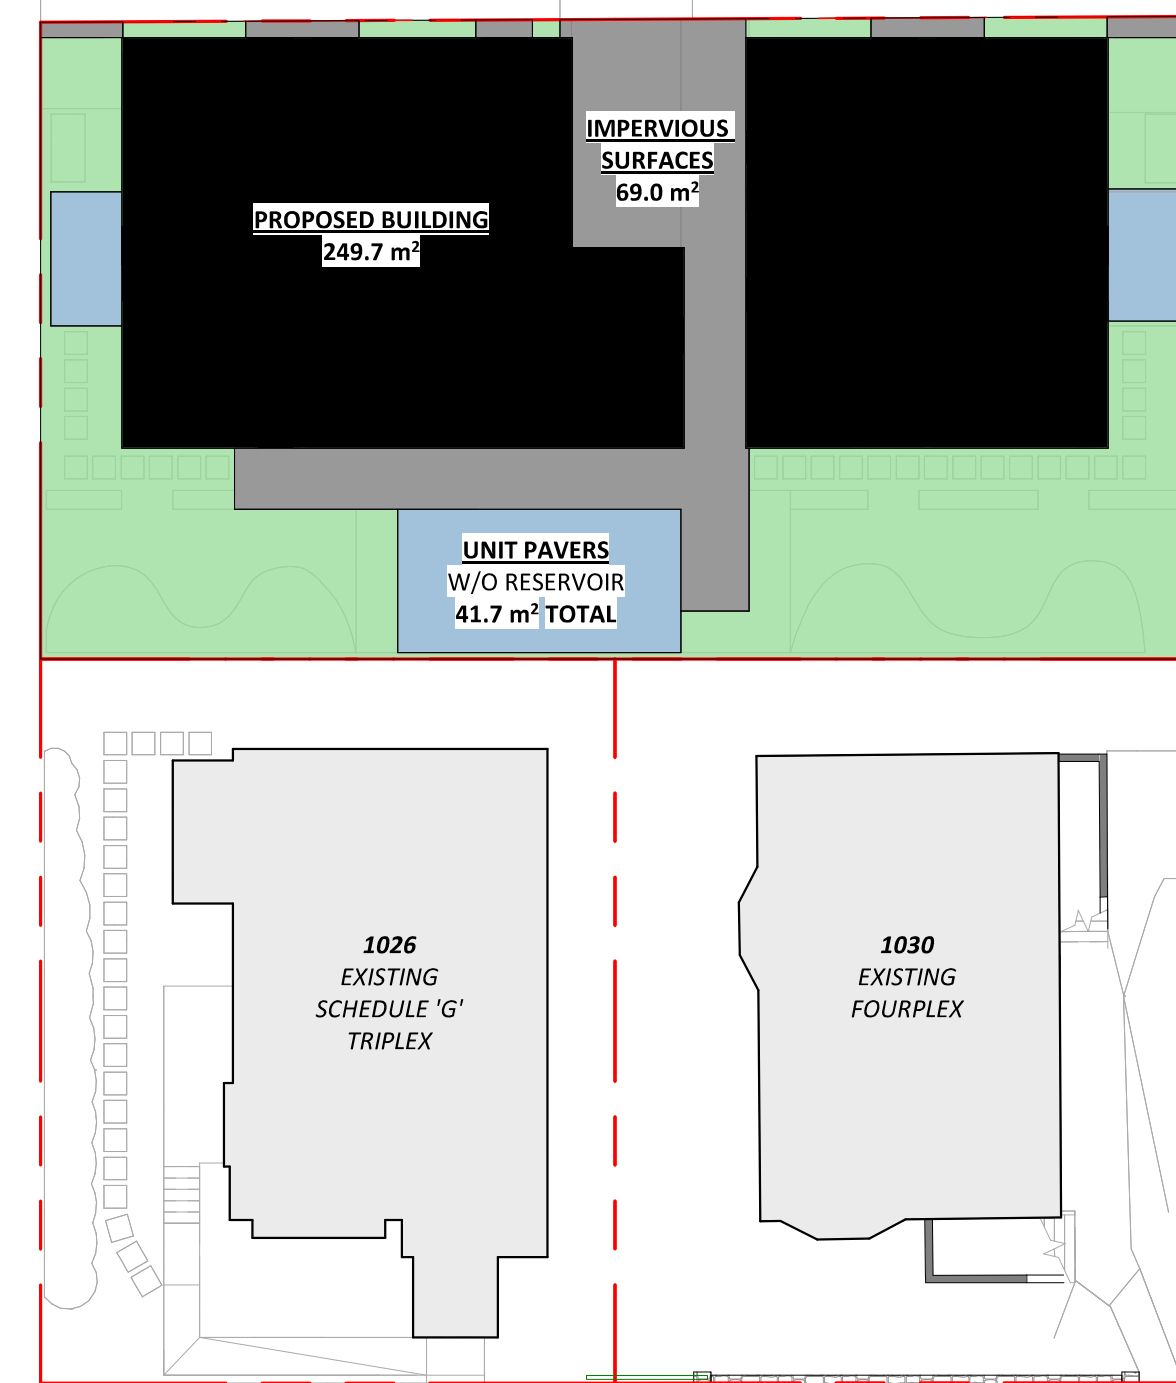 IMPERVIOUS
SURFACES
69.0 m²
PROPOSED BUILDING
249.7 m²
UNIT PAVERS
W/O RESERVOIR
41.7 m² TOTAL
1026
EXISTING
SCHEDULE 'G'
TRIPLEX
1030
EXISTING
FOURPLEX